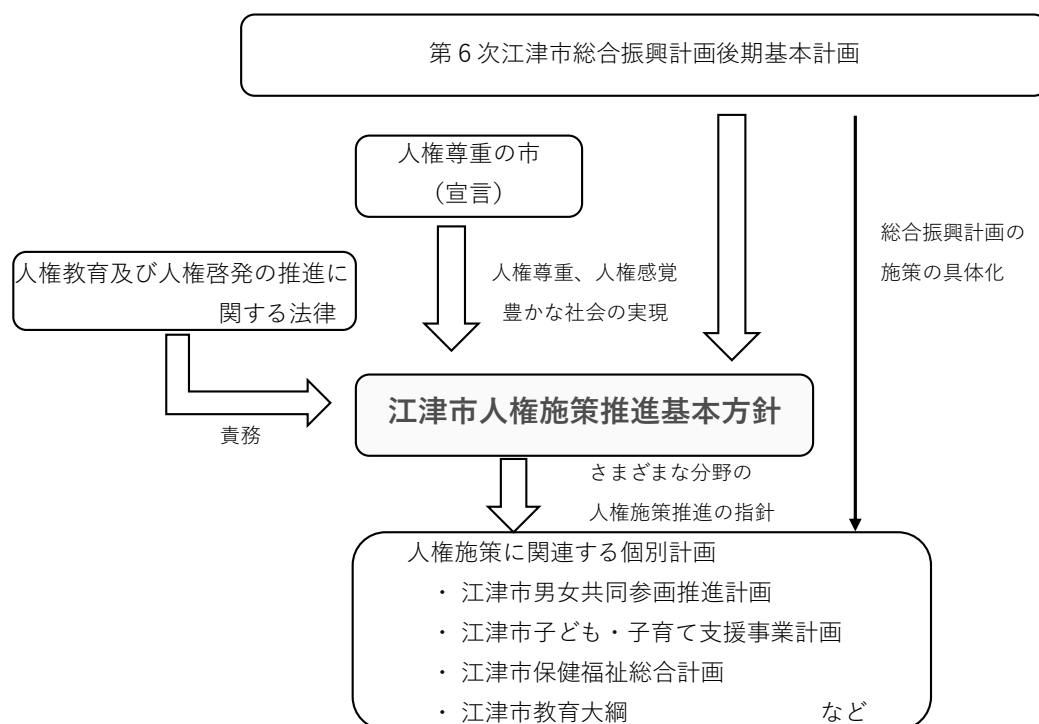 第６次江津市総合振興計画後期基本計画
人権尊重の市
（宣言）
総合振興計画の
施策の具体化
人権教育及び人権啓発の推進に
関する法律
人権尊重、人権感覚
豊かな社会の実現
江津市人権施策推進基本方針
責務
さまざまな分野の
人権施策推進の指針
人権施策に関連する個別計画
・ 江津市男女共同参画推進計画
・ 江津市子ども・子育て支援事業計画
・ 江津市保健福祉総合計画
・ 江津市教育大綱 など